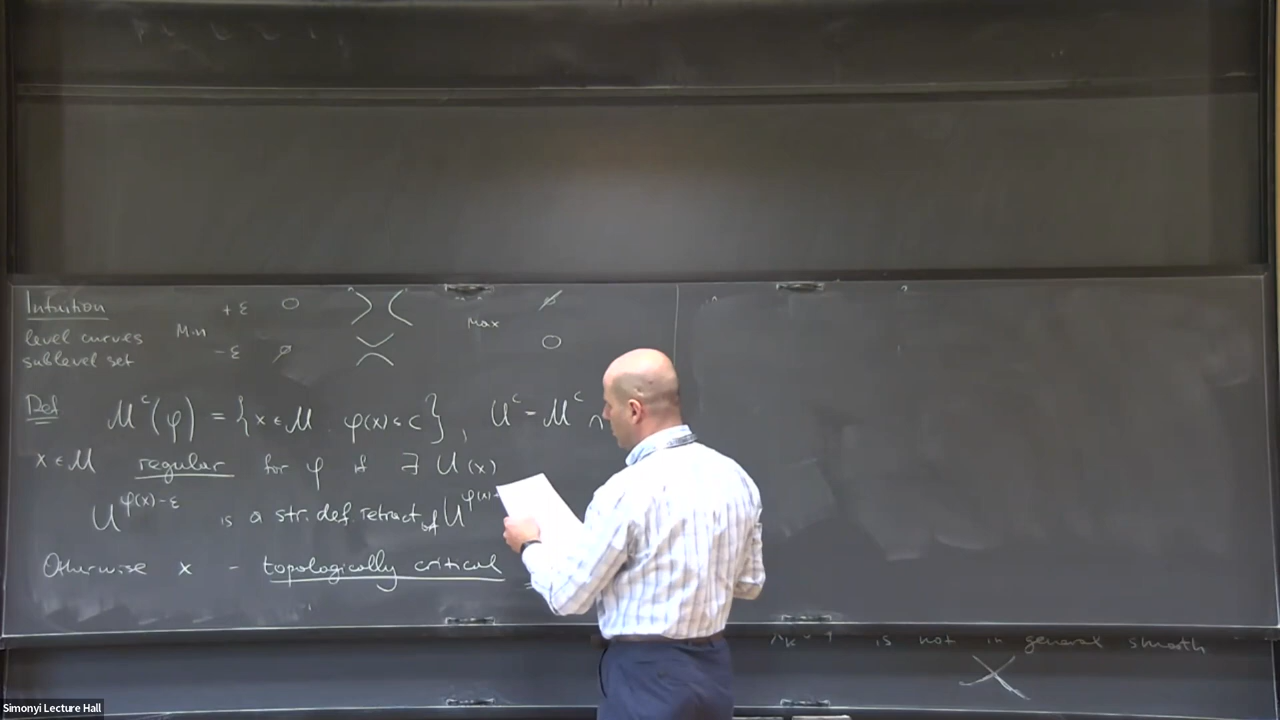 Intuition
level curves
sublevel set
Min
+ε
-ε
∅
Max
∅
Def M^c(φ) = {x ∈ M φ(x) ≤ c}, U^c = M^c ∩
x ∈ M regular for φ if ∃ U(x)
U^{φ(x)-ε} is a str. def. retract of U^{φ(x)+
Otherwise x - topologically critical
is not in general smooth
Simonyi Lecture Hall